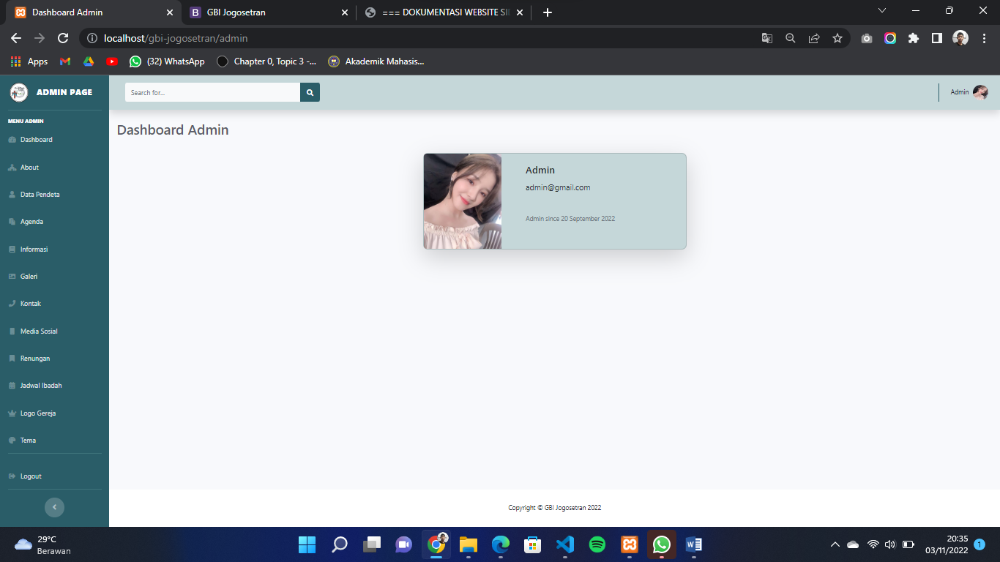 Dashboard Admin
GBI Jogosetran
=== DOKUMENTASI WEBSITE SI
localhost/gbi-jogosetran/admin
Apps
(32) WhatsApp
Chapter 0, Topic 3 -...
Akademik Mahasis...
ADMIN PAGE
Search for...
Admin
MENU ADMIN
Dashboard
About
Data Pendeta
Agenda
Informasi
Galeri
Kontak
Media Sosial
Renungan
Jadwal Ibadah
Logo Gereja
Tema
Logout
Dashboard Admin
Admin
admin@gmail.com
Admin since 20 September 2022
Copyright © GBI Jogosetran 2022
29°C
Berawan
20:35
03/11/2022
1